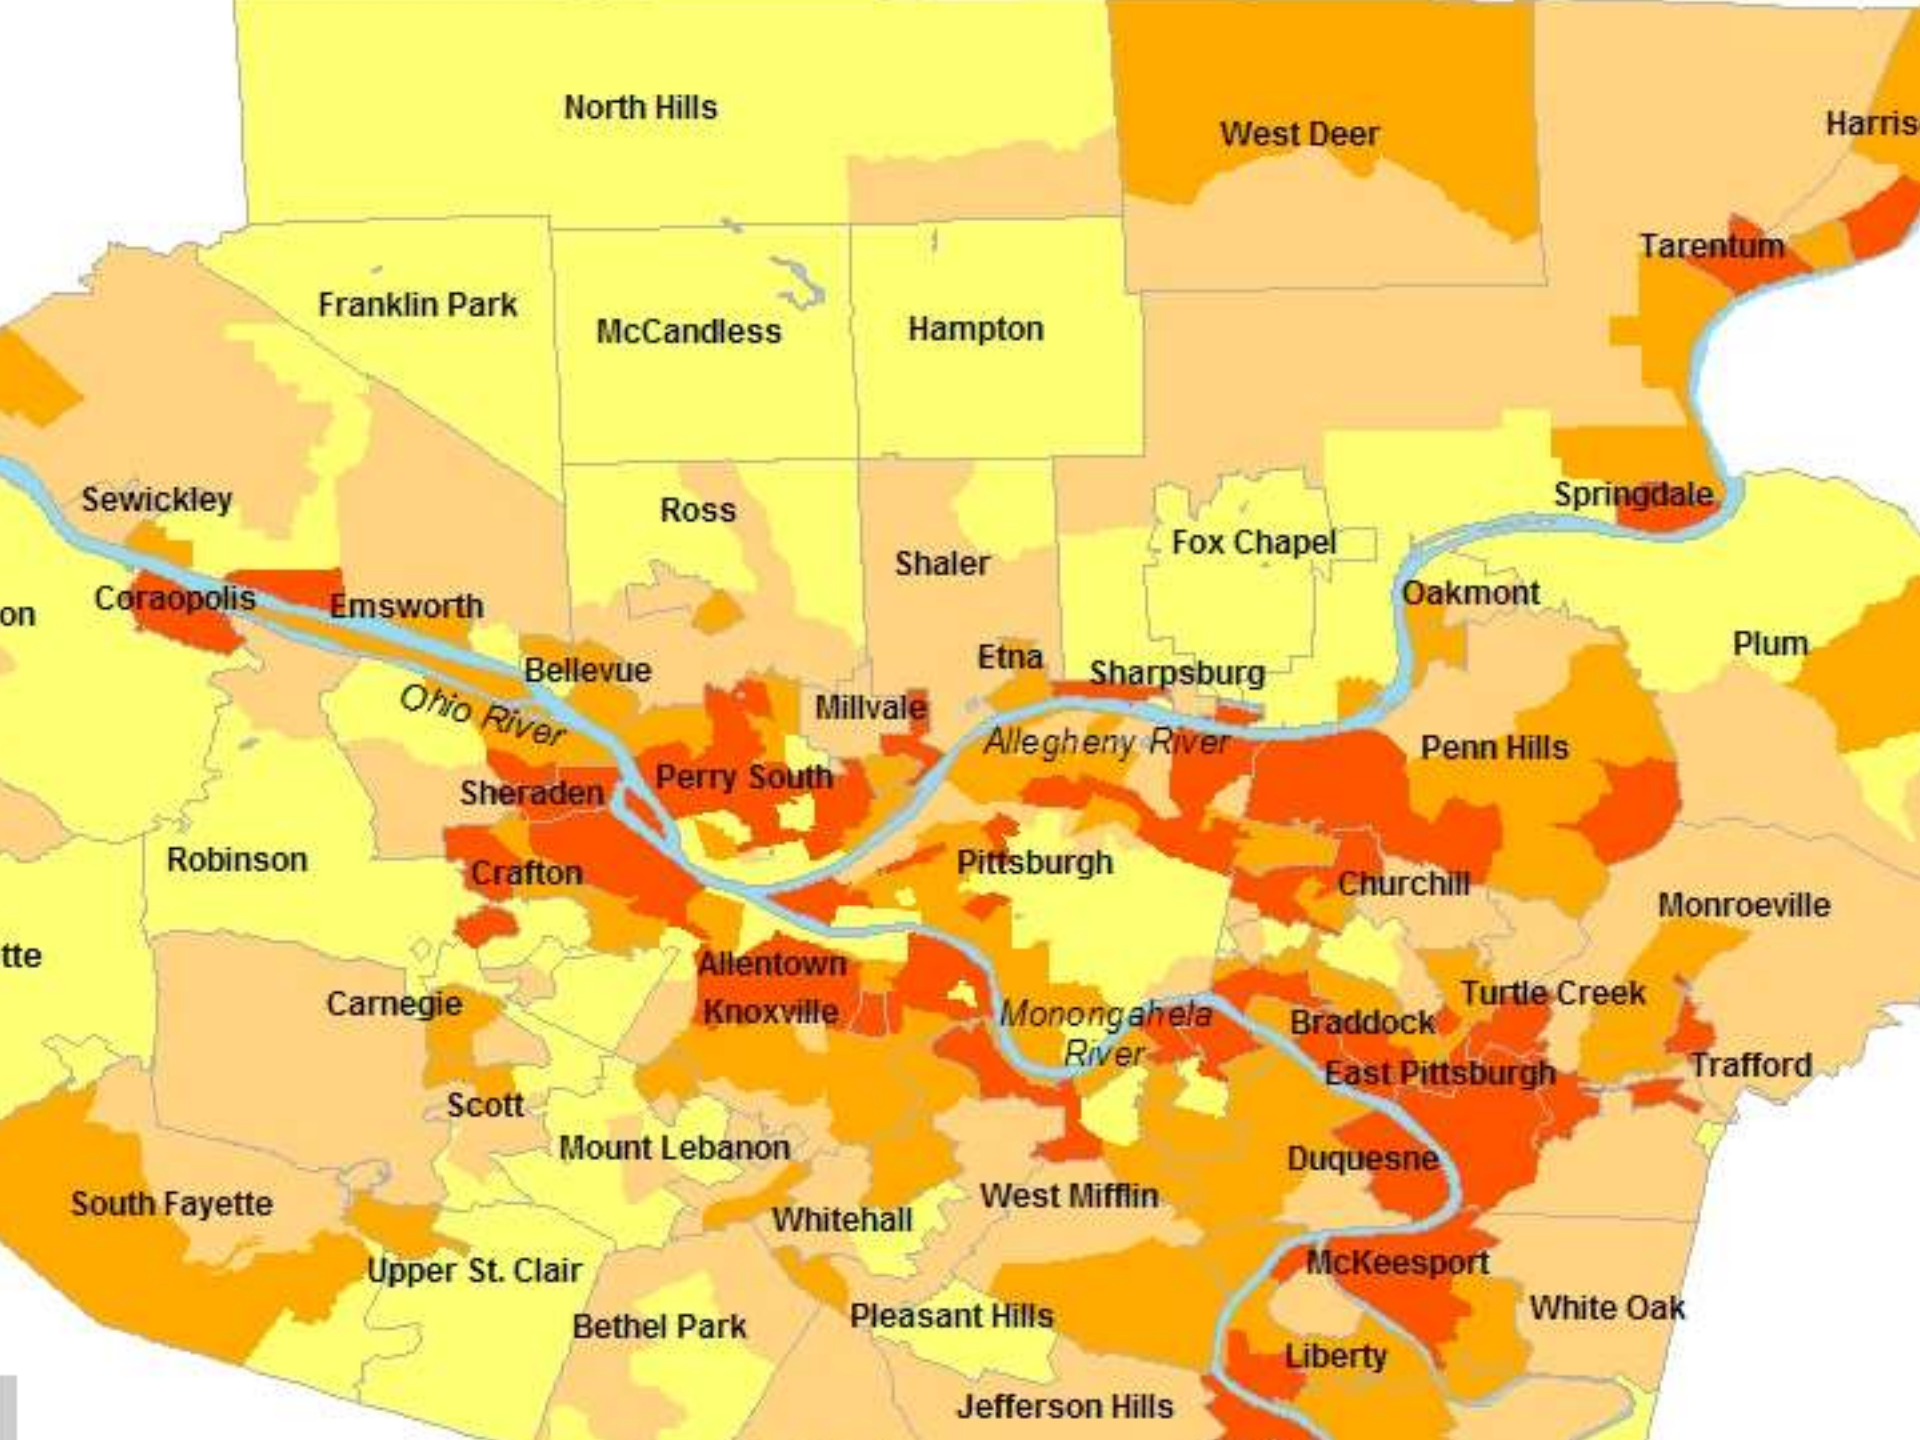 North Hills
West Deer
Harris
Tarentum
Franklin Park
McCandless
Hampton
Sewickley
Ross
Springdale
Fox Chapel
Shaler
Coraopolis
Emsworth
Oakmont
on
Plum
Etna
Bellevue
Sharpsburg
Ohio River
Millvale
Allegheny River
Penn Hills
Perry South
Sheraden
Robinson
Pittsburgh
Crafton
Churchill
Monroeville
tte
Allentown
Turtle Creek
Carnegie
Knoxville
Monongahela
River
Braddock
Trafford
East Pittsburgh
Scott
Mount Lebanon
Duquesne
West Mifflin
South Fayette
Whitehall
McKeesport
Upper St. Clair
White Oak
Pleasant Hills
Bethel Park
Liberty
Jefferson Hills